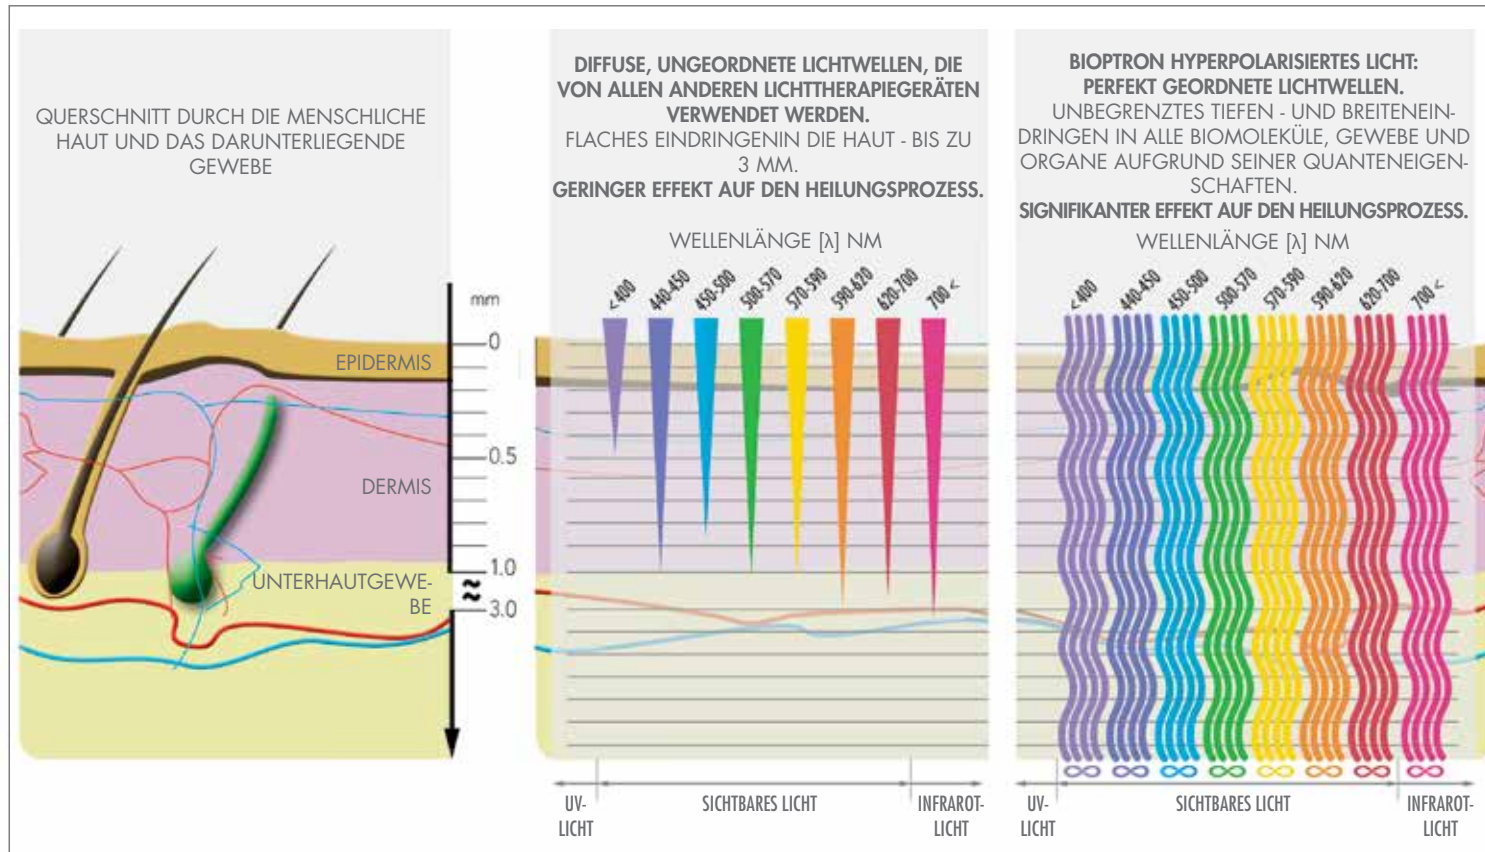 QUERSCHNITT DURCH DIE MENSCHLICHE
HAUT UND DAS DARUNTERLIEGENDE
GEWEBE
mm
0
EPIDERMIS
0.5
DERMIS
1.0
UNTERHAUTGEWE-
BE
3.0
DIFFUSE, UNGEORDNETE LICHTWELLEN, DIE
VON ALLEN ANDEREN LICHTTHERAPIEGERÄTEN
VERWENDET WERDEN.
FLACHES EINDRINGENIN DIE HAUT - BIS ZU
3 MM.
GERINGER EFFEKT AUF DEN HEILUNGSPROZESS.
WELLENLÄNGE [λ] NM
< 400
440-450
450-500
500-570
570-590
590-620
620-700
700 <
UV-
LICHT
SICHTBARES LICHT
INFRAROT-
LICHT
BIOPTRON HYPERPOLARISIERTES LICHT:
PERFEKT GEORDNETE LICHTWELLEN.
UNBEGRENZTES TIEFEN - UND BREITENEIN-
DRINGEN IN ALLE BIOMOLEKÜLE, GEWEBE UND
ORGANE AUFGRUND SEINER QUANTENEIGEN-
SCHAFTEN.
SIGNIFIKANTER EFFEKT AUF DEN HEILUNGSPROZESS.
WELLENLÄNGE [λ] NM
< 400
440-450
450-500
500-570
570-590
590-620
620-700
700 <
∞ ∞ ∞ ∞ ∞ ∞ ∞ ∞
UV-
LICHT
SICHTBARES LICHT
INFRAROT-
LICHT